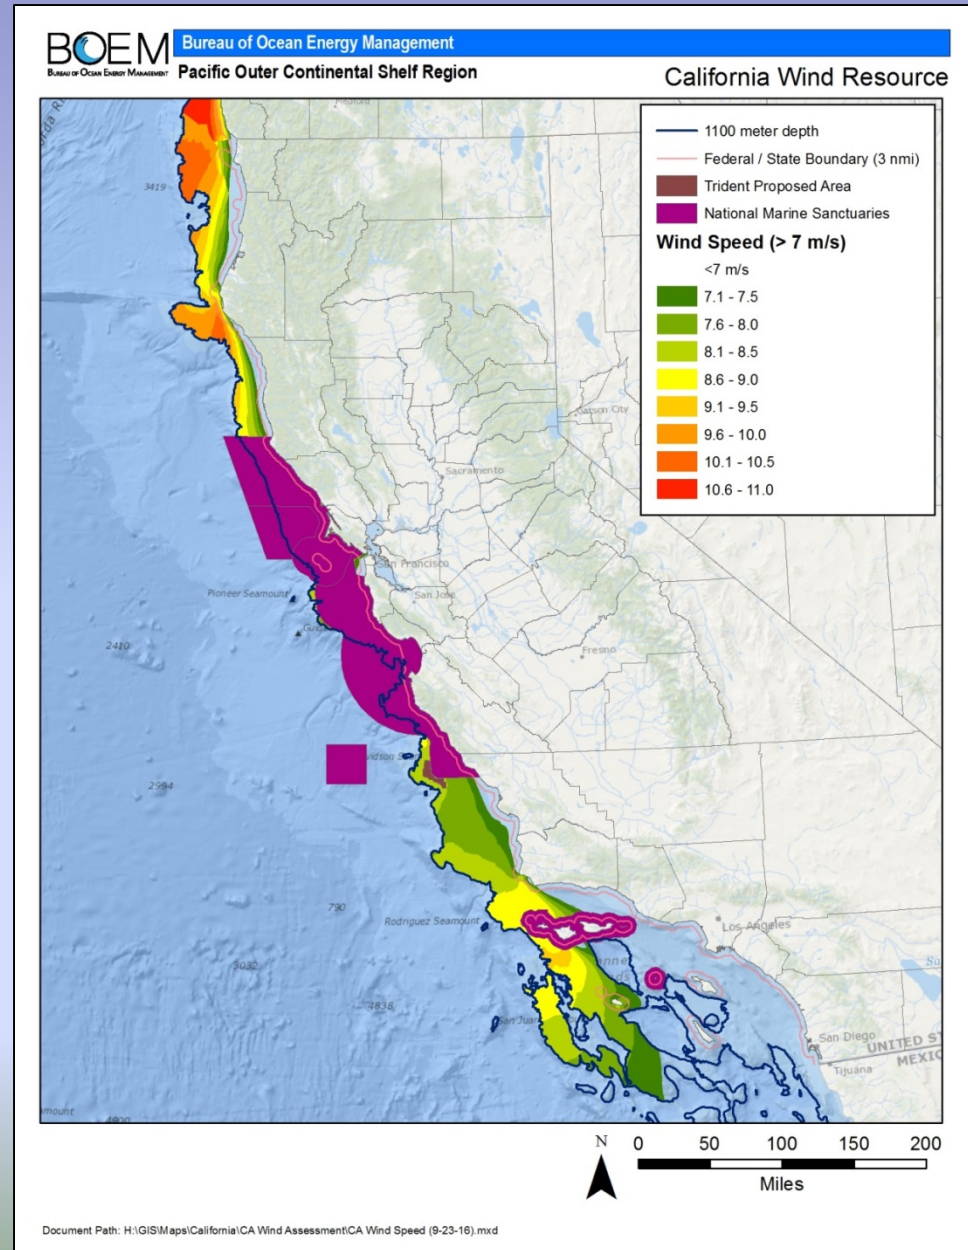 BOEM
BUREAU OF OCEAN ENERGY MANAGEMENT
Bureau of Ocean Energy Management
Pacific Outer Continental Shelf Region
California Wind Resource
Medford
1100 meter depth
Federal / State Boundary (3 nmi)
Trident Proposed Area
National Marine Sanctuaries
Wind Speed (> 7 m/s)
<7 m/s
7.1 - 7.5
7.6 - 8.0
8.1 - 8.5
8.6 - 9.0
9.1 - 9.5
9.6 - 10.0
10.1 - 10.5
10.6 - 11.0
3419
Carson City
Sacramento
San Francisco
San Jose
Pioneer Seamount
Fresno
2410
2994
790
Rodriguez Seamount
Los Angeles
3032
4838
San Juan
San Diego
UNITED ST
MEXIC
Tijuana
mount
4900
N
0 50 100 150 200
Miles
Document Path: H:\GIS\Maps\California\CA Wind Assessment\CA Wind Speed (9-23-16).mxd